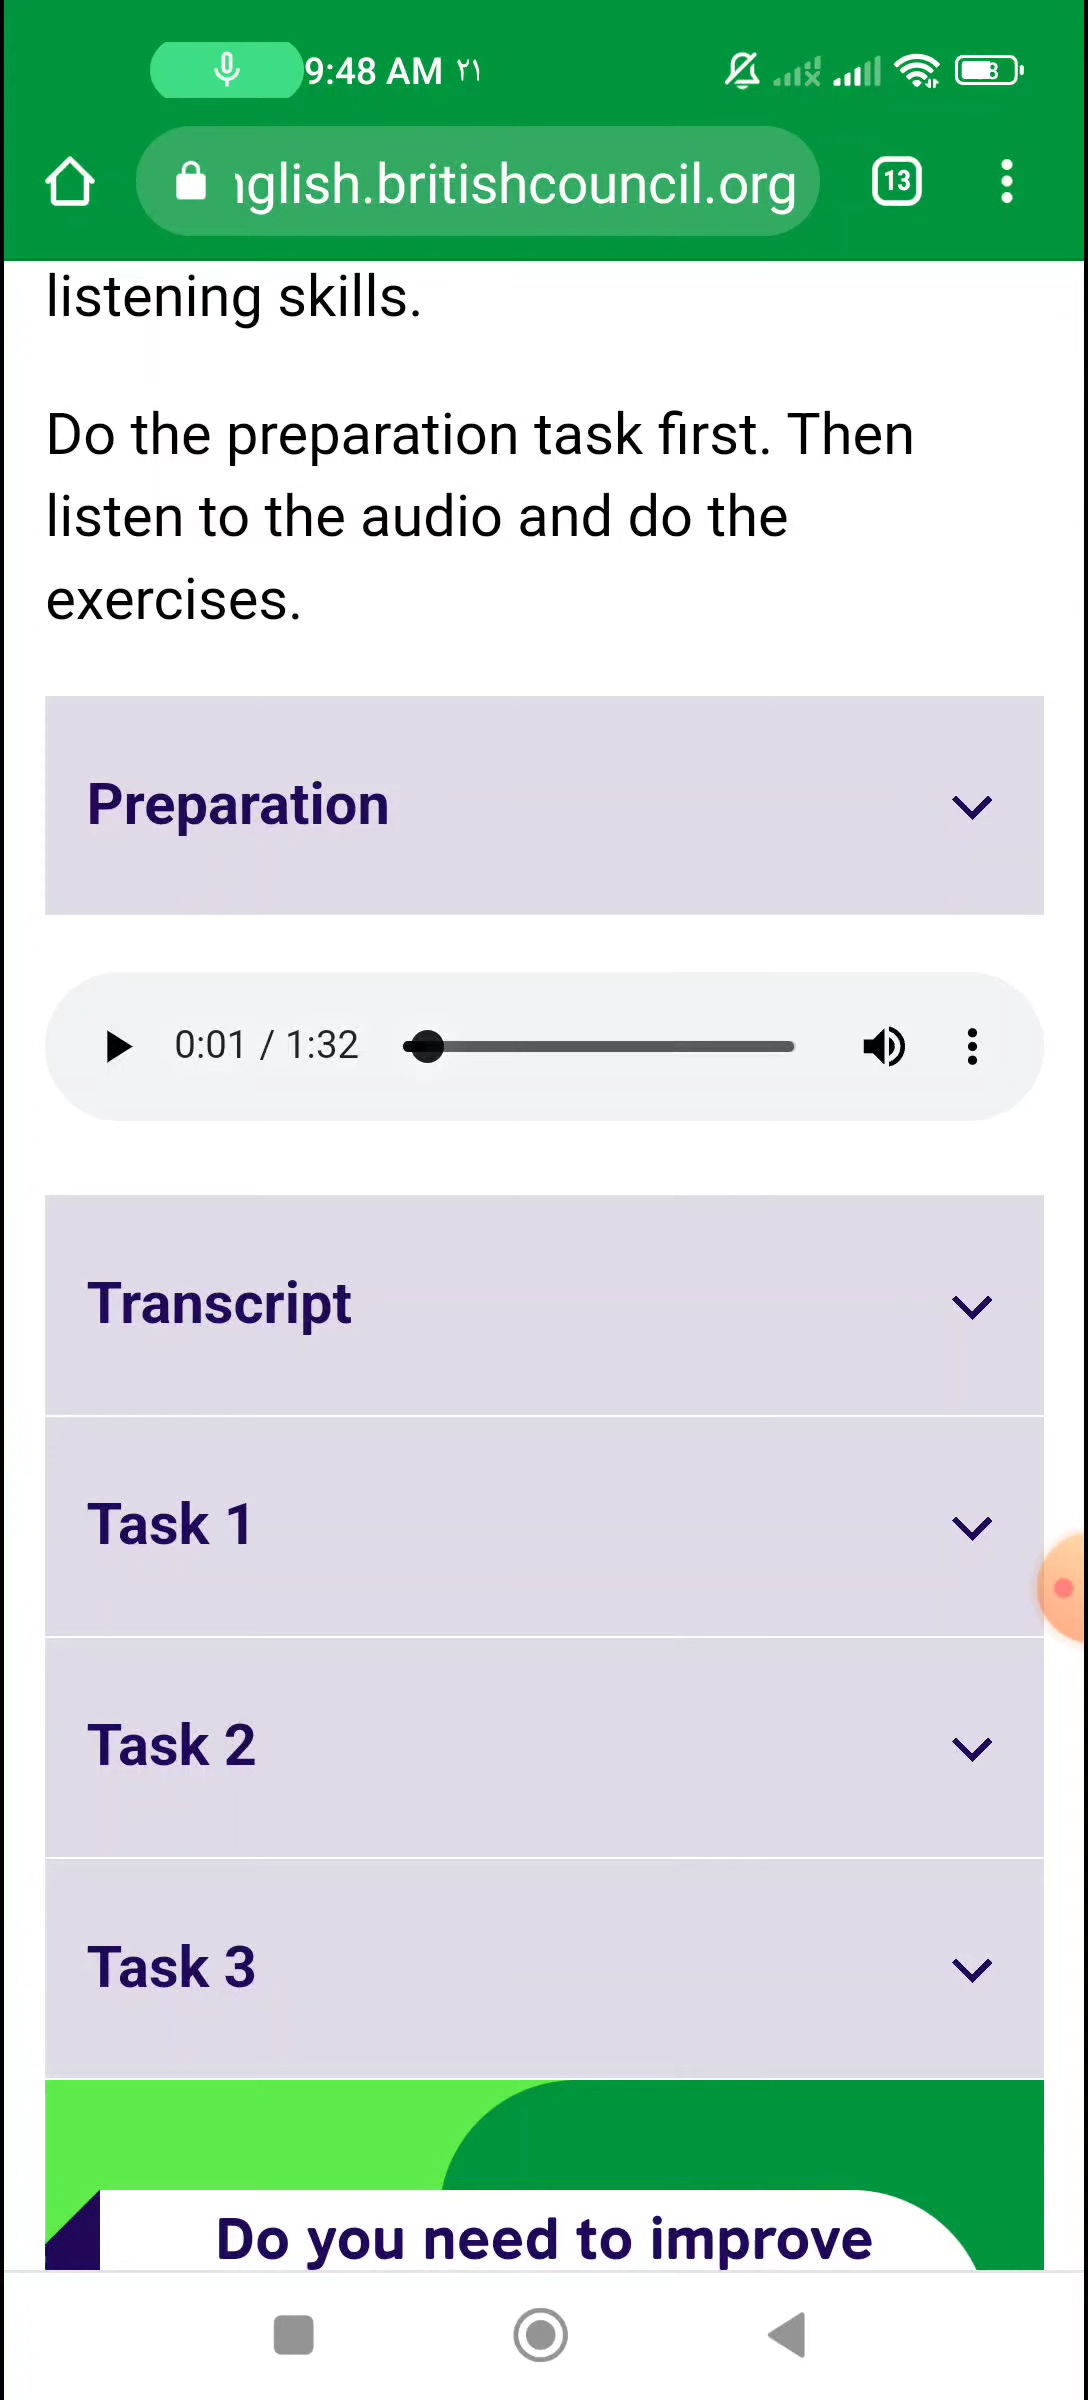 9:48 AM ۲۱
nglish.britishcouncil.org
13
listening skills.
Do the preparation task first. Then
listen to the audio and do the
exercises.
Preparation
0:01 / 1:32
Transcript
Task 1
Task 2
Task 3
Do you need to improve